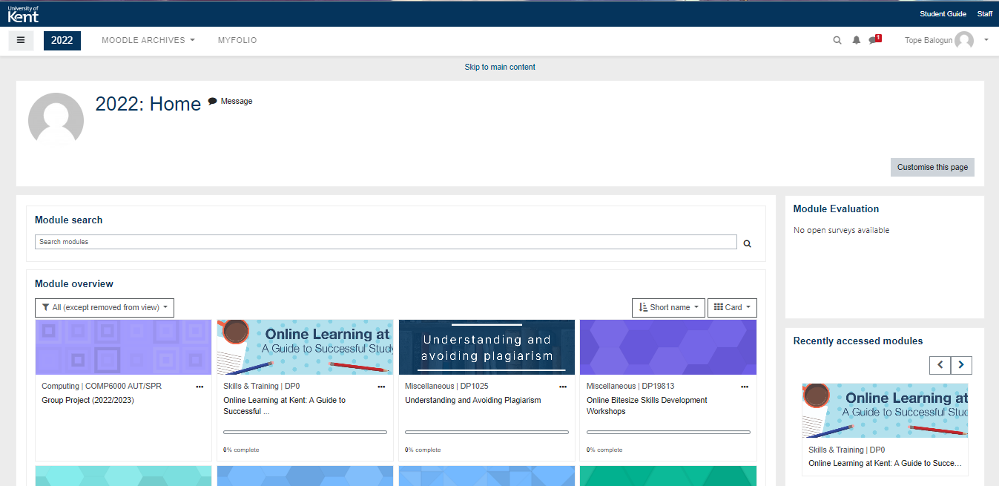 University of
Kent
Student Guide Staff
2022 MOODLE ARCHIVES MYFOLIO 1 Tope Balogun
Skip to main content
2022: Home Message
Customise this page
Module search
Search modules
Module overview
All (except removed from view) Short name Card
Online Learning at
A Guide to Successful Study
Understanding and
avoiding plagiarism
Computing | COMP6000 AUT/SPR
Group Project (2022/2023)
Skills & Training | DP0
Online Learning at Kent: A Guide to
Successful ...
0% complete
Miscellaneous | DP1025
Understanding and Avoiding Plagiarism
0% complete
Miscellaneous | DP19813
Online Bitesize Skills Development
Workshops
0% complete
Module Evaluation
No open surveys available
Recently accessed modules
Online Learning at
A Guide to Successful Stud
Skills & Training | DP0
Online Learning at Kent: A Guide to Succe...